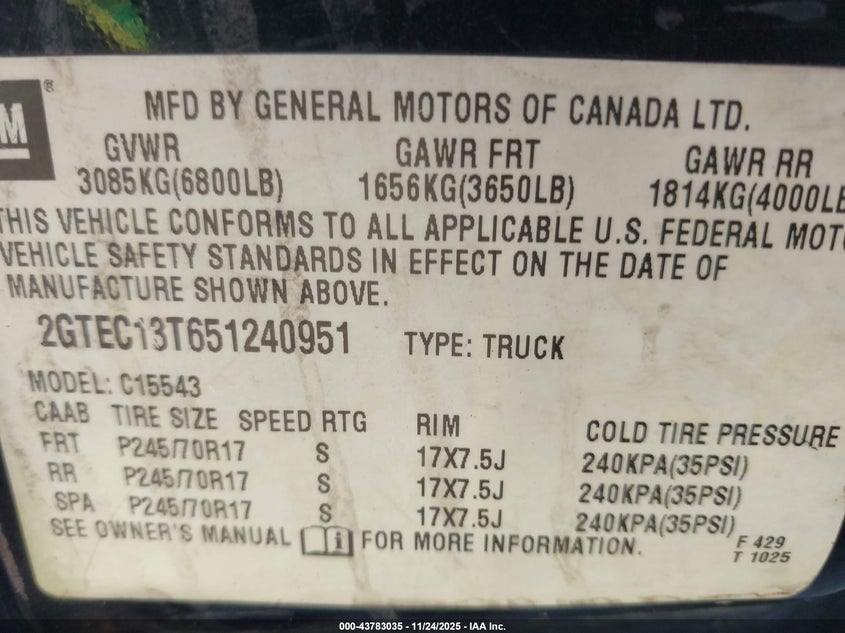 M ®
MFD BY GENERAL MOTORS OF CANADA LTD.
GVWR GAWR FRT GAWR RR
3085KG(6800LB) 1656KG(3650LB) 1814KG(4000LB
THIS VEHICLE CONFORMS TO ALL APPLICABLE U.S. FEDERAL MOTO
VEHICLE SAFETY STANDARDS IN EFFECT ON THE DATE OF
MANUFACTURE SHOWN ABOVE.
2GTEC13T651240951 TYPE: TRUCK
MODEL: C15543
CAAB TIRE SIZE SPEED RTG RIM COLD TIRE PRESSURE
FRT P245/70R17 S 17X7.5J 240KPA(35PSI)
RR P245/70R17 S 17X7.5J 240KPA(35PSI)
SPA P245/70R17 S 17X7.5J 240KPA(35PSI)
SEE OWNER'S MANUAL i FOR MORE INFORMATION.
F 429
T 1025
000-43783035 - 11/24/2025 - IAA Inc.